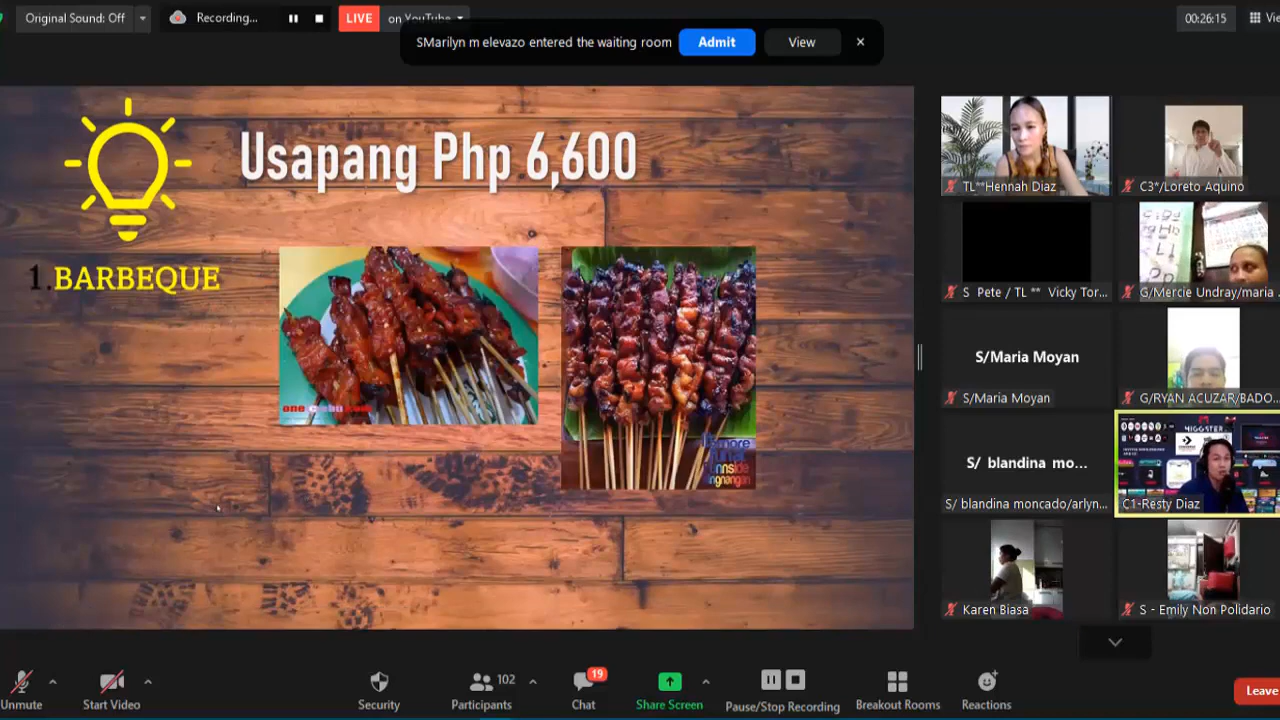 Original Sound: Off
Recording...
LIVE
on YouTube
SMarilyn m elevazo entered the waiting room
Admit
View
00:26:15
Usapang Php 6,600
1.BARBEQUE
TL**Hennah Diaz
C3*/Loreto Aquino
S Pete / TL ** Vicky Tor...
G/Mercie Undray/maria
S/Maria Moyan
S/Maria Moyan
G/RYAN ACUZAR/BADO...
S/ blandina mo...
S/ blandina moncado/arlyn...
C1-Resty Diaz
Karen Biasa
S - Emily Non Polidario
Unmute
Start Video
Security
102
Participants
19
Chat
Share Screen
Pause/Stop Recording
Breakout Rooms
Reactions
Leave